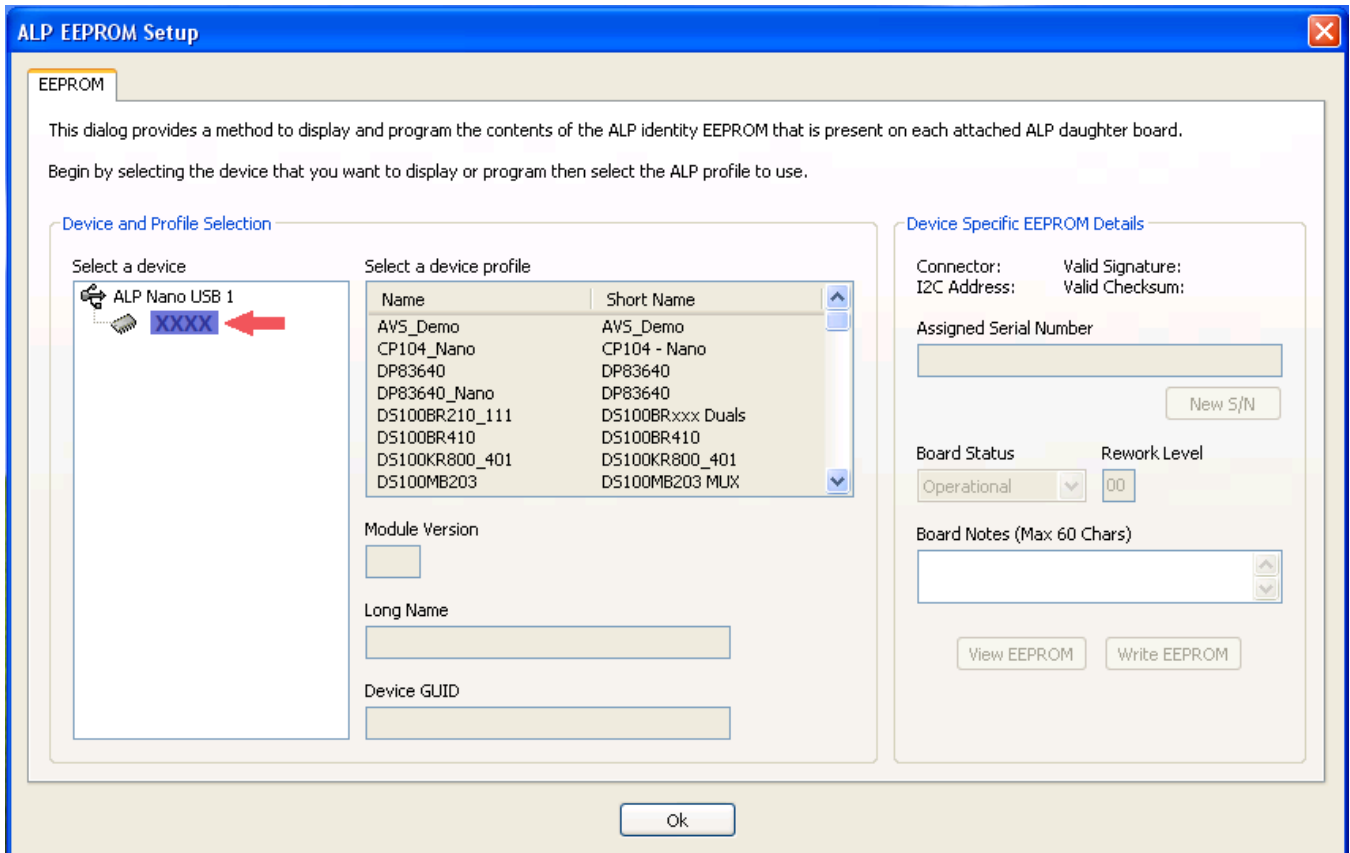 ALP EEPROM Setup
EEPROM
This dialog provides a method to display and program the contents of the ALP identity EEPROM that is present on each attached ALP daughter board.
Begin by selecting the device that you want to display or program then select the ALP profile to use.
Device and Profile Selection
Select a device
ALP Nano USB 1
XXXX
Select a device profile
Name Short Name
AVS_Demo AVS_Demo
CP104_Nano CP104 - Nano
DP83640 DP83640
DP83640_Nano DP83640
DS100BR210_111 DS100BRxxx Duals
DS100BR410 DS100BR410
DS100KR800_401 DS100KR800_401
DS100MB203 DS100MB203 MUX
Module Version
Long Name
Device GUID
Device Specific EEPROM Details
Connector: Valid Signature:
I2C Address: Valid Checksum:
Assigned Serial Number
New S/N
Board Status Rework Level
Operational 00
Board Notes (Max 60 Chars)
View EEPROM Write EEPROM
Ok